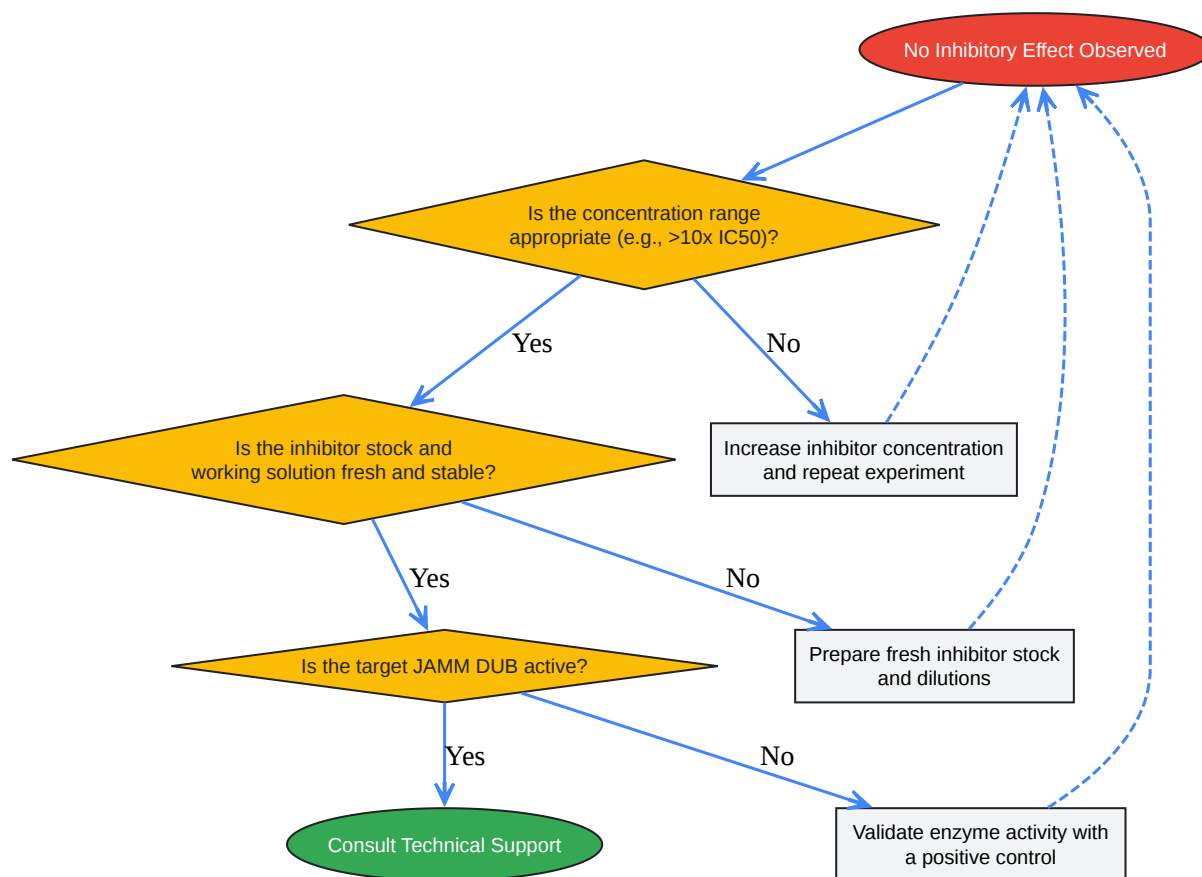 No Inhibitory Effect Observed
Is the concentration range
appropriate (e.g., >10x IC50)?
Yes
No
Increase inhibitor concentration
and repeat experiment
Is the inhibitor stock and
working solution fresh and stable?
Yes
No
Prepare fresh inhibitor stock
and dilutions
Is the target JAMM DUB active?
Yes
No
Consult Technical Support
Validate enzyme activity with
a positive control